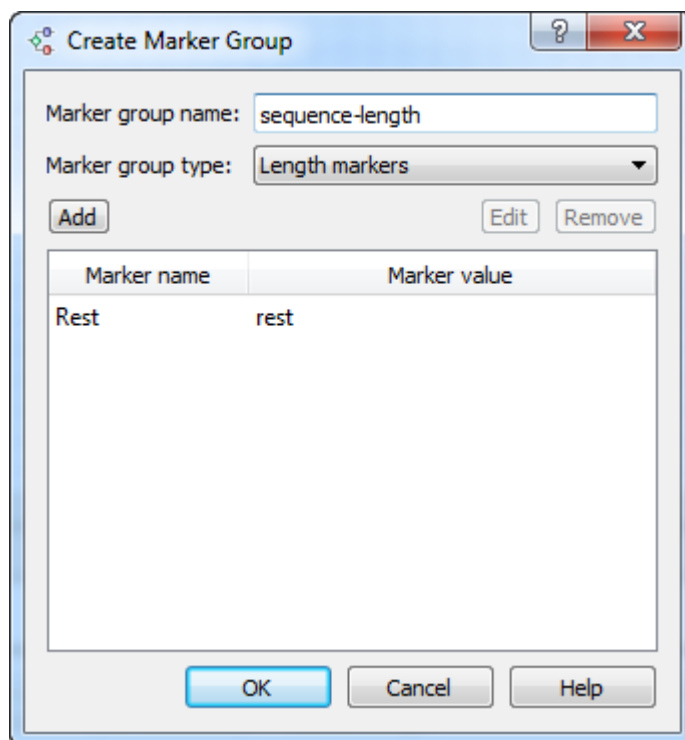 Create Marker Group
Marker group name: sequence-length
Marker group type: Length markers
Add Edit Remove
Marker name Marker value
Rest rest
OK Cancel Help